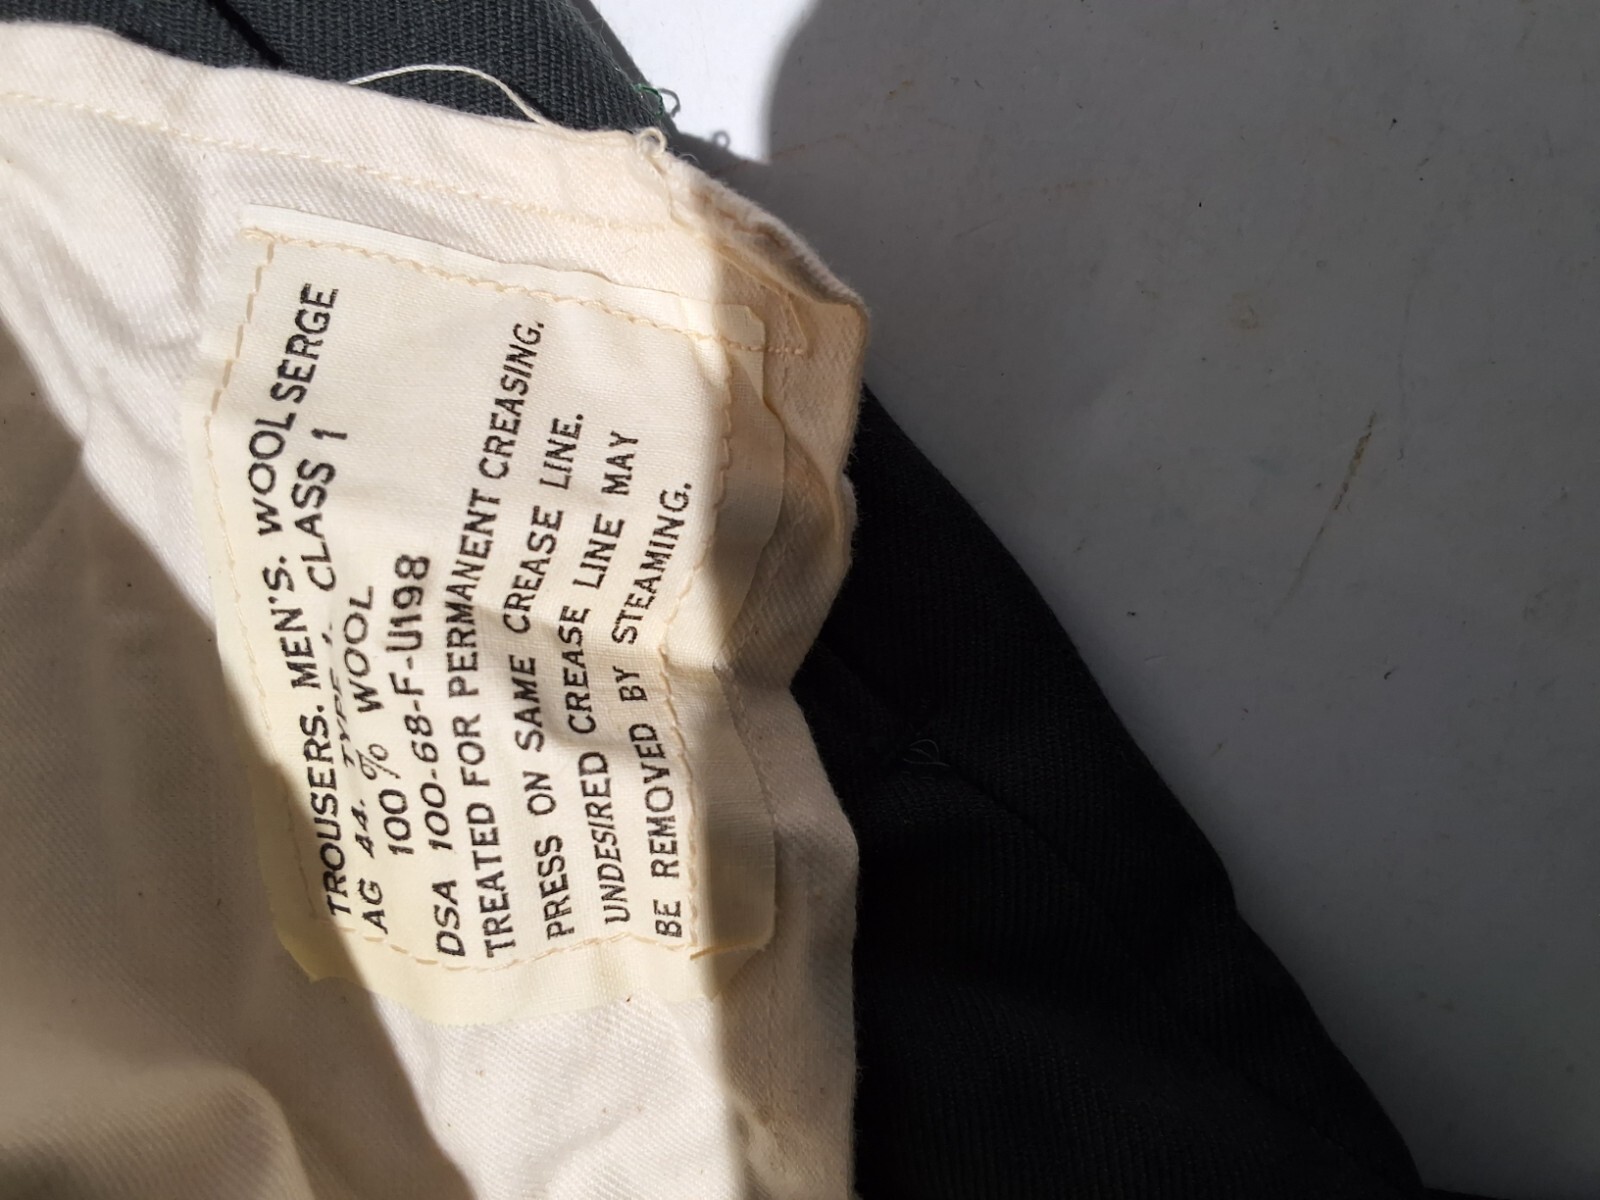 TROUSERS. MEN'S. WOOL SERGE
AG 44. TYPE 1. CLASS 1
100% WOOL
DSA 100-68-F-U198
TREATED FOR PERMANENT CREASING.
PRESS ON SAME CREASE LINE.
UNDESIRED CREASE LINE MAY
BE REMOVED BY STEAMING.